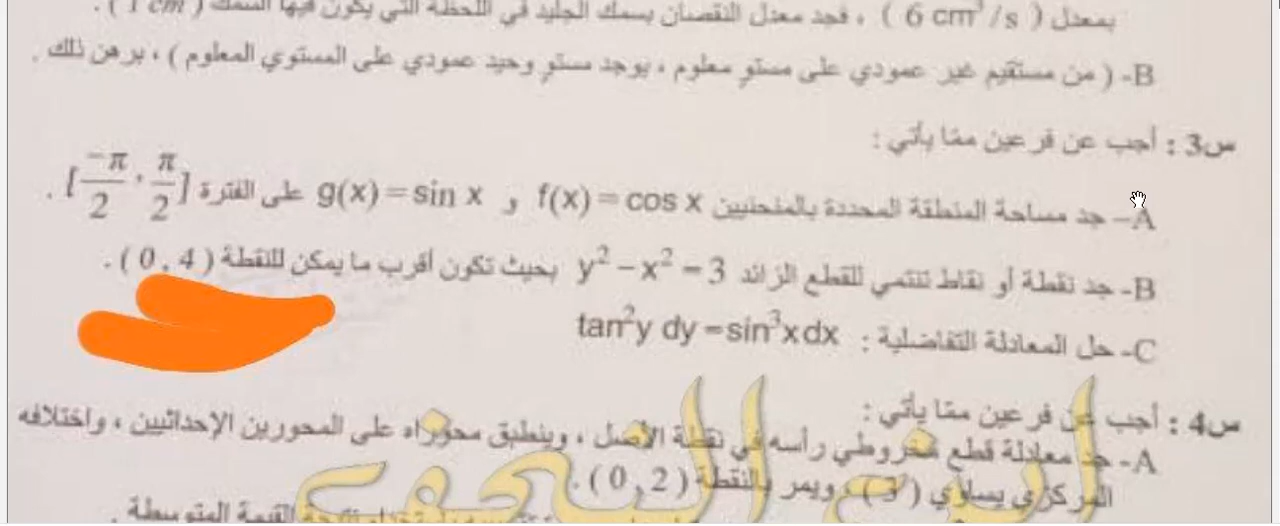 بمعدل ( 6 cm³/s ) ، فجد معدل النقصان بسمك الجليد في اللحظة التي يكون فيها السمك ( 1 cm ) .
B- ( من مستقيم غير عمودي على مستوٍ معلوم ، يوجد مستوٍ وحيد عمودي على المستوي المعلوم ) ، برهن ذلك .
س3 : أجب عن فرعين ممّا يأتي :
A– جد مساحة المنطقة المحددة بالمنحنيين f(x) = cos x و g(x) = sin x على الفترة [−π/2 , π/2] .
B- جد نقطة أو نقاط تنتمي للقطع الزائد y² − x² = 3 بحيث تكون أقرب ما يمكن للنقطة ( 0 , 4 ) .
C- حل المعادلة التفاضلية : tan²y dy = sin³x dx
س4 : أجب عن فرعين ممّا يأتي :
A- جد معادلة قطع مخروطي رأسه في نقطة الأصل ، وينطبق محوراه على المحورين الإحداثيين ، واختلافه
المركزي يساوي ( 3 ) ، ويمر بالنقطة ( 0 , 2 ) .
نتيجة القيمة المتوسطة .